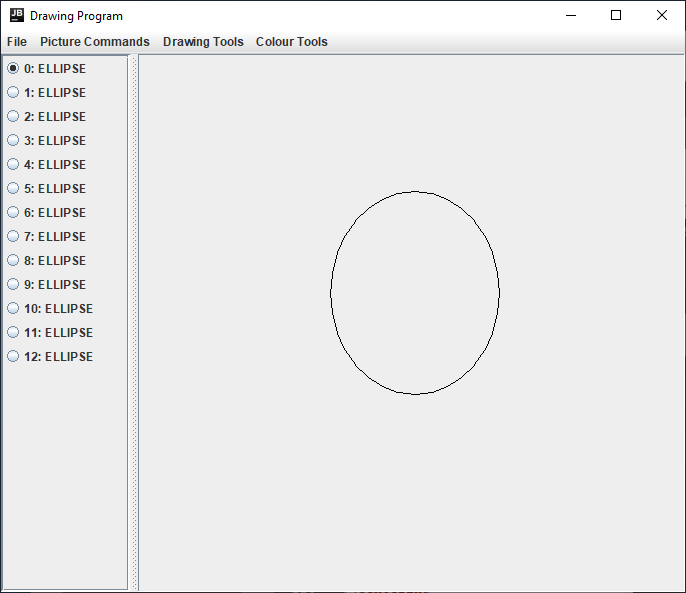 JB Drawing Program
File Picture Commands Drawing Tools Colour Tools
0: ELLIPSE
1: ELLIPSE
2: ELLIPSE
3: ELLIPSE
4: ELLIPSE
5: ELLIPSE
6: ELLIPSE
7: ELLIPSE
8: ELLIPSE
9: ELLIPSE
10: ELLIPSE
11: ELLIPSE
12: ELLIPSE